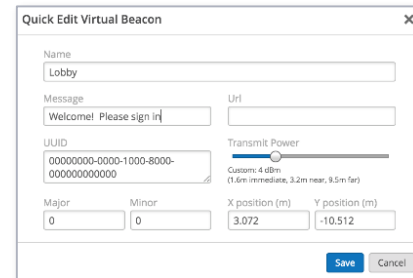 Quick Edit Virtual Beacon
×
Name
Lobby
Message
Url
Welcome!  Please sign in
UUID
Transmit Power
00000000-0000-1000-8000-
000000000000
Custom: 4 dBm
(1.6m immediate, 3.2m near, 9.5m far)
Major
Minor
X position (m)
Y position (m)
0
0
3.072
-10.512
Save
Cancel